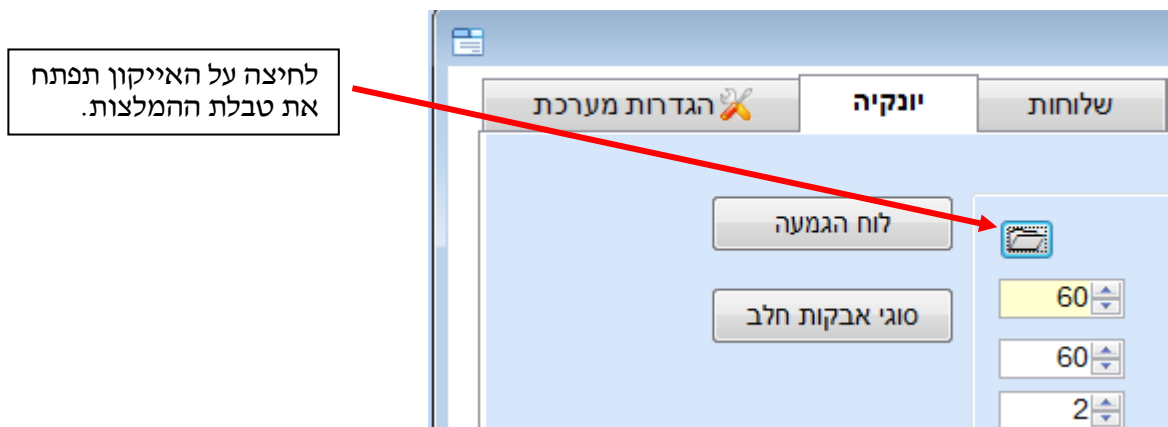 לחיצה על האייקון תפתח
את טבלת ההמלצות.
שלוחות
יונקיה
הגדרות מערכת
לוח הגמעה
60
סוגי אבקות חלב
60
2